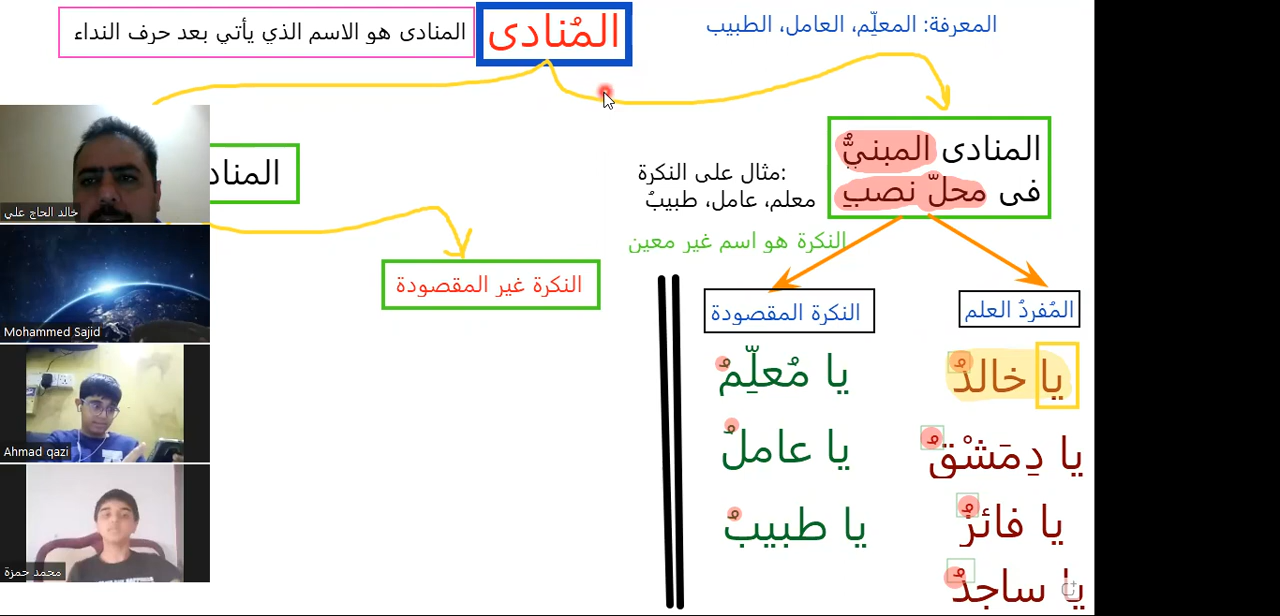 المعرفة: المعلِّم، العامل، الطبيب
المُنادى
المنادى هو الاسم الذي يأتي بعد حرف النداء
المنادى المبنيُّ
في محلّ نصبٍ
مثال على النكرة:
معلم، عامل، طبيبُ
النكرة هو اسم غير معين
المُفردُ العلم
يا خالدُ
يا دِمَشْقُ
يا فائزُ
يا ساجدُ
النكرة المقصودة
يا مُعلِّمُ
يا عاملُ
يا طبيبُ
النكرة غير المقصودة
خالد الحاج علي
Mohammed Sajid
Ahmad qazi
محمد حمزة